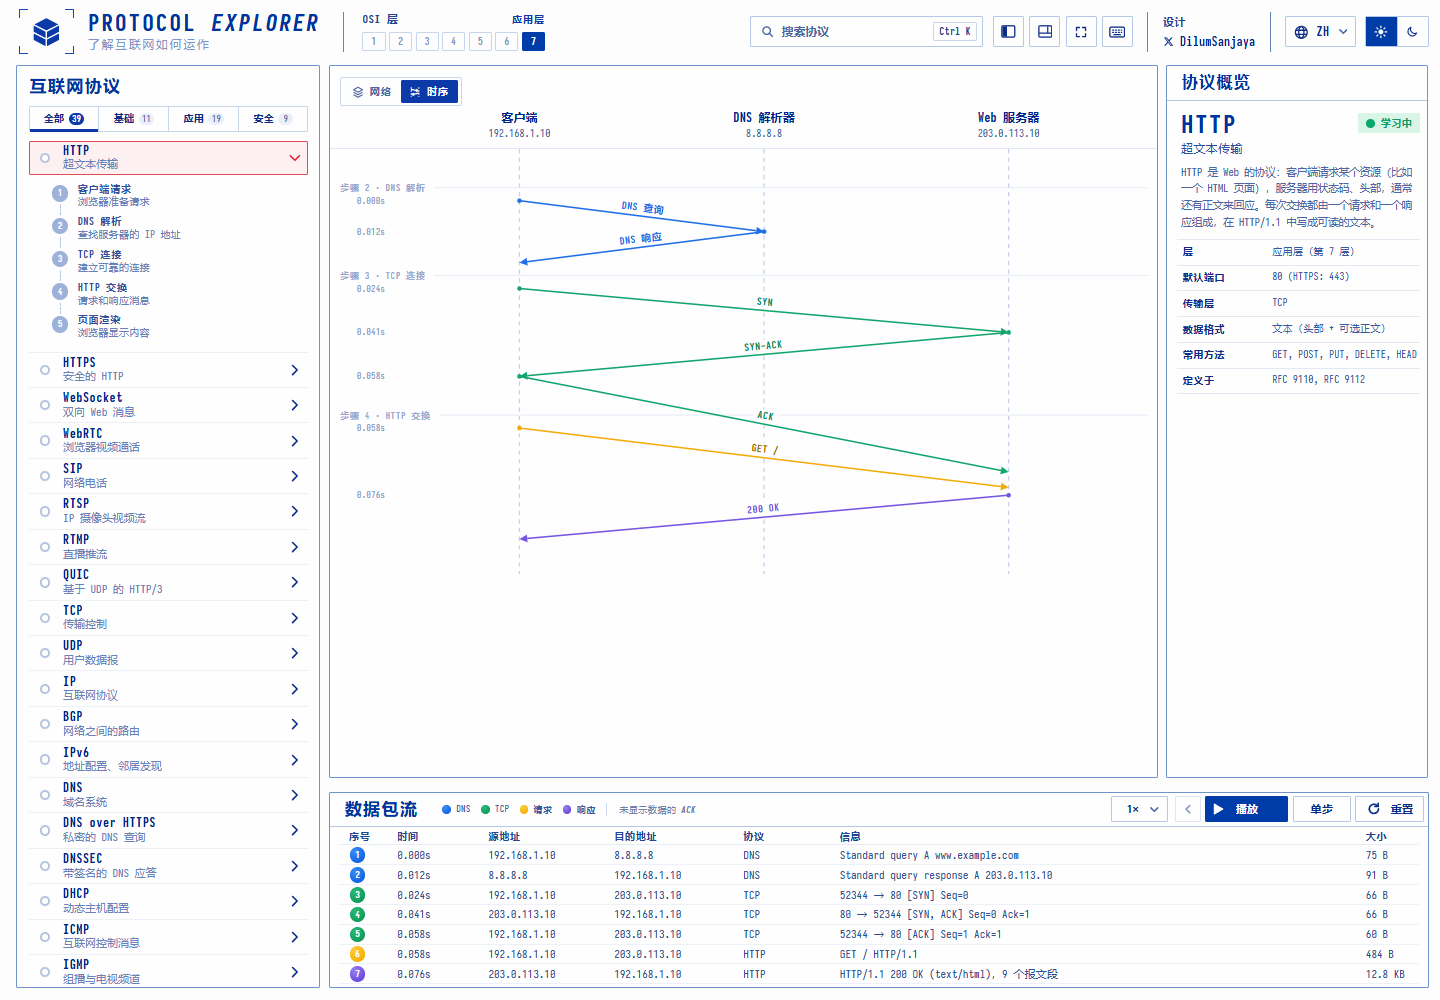 PROTOCOL EXPLORER
了解互联网如何运作
OSI 层
应用层
1 2 3 4 5 6 7
搜索协议
Ctrl K
设计
DilumSanjaya
ZH
互联网协议
全部 39
基础 11
应用 19
安全 9
HTTP
超文本传输
1 客户端请求
浏览器准备请求
2 DNS 解析
查找服务器的 IP 地址
3 TCP 连接
建立可靠的连接
4 HTTP 交换
请求和响应消息
5 页面渲染
浏览器显示内容
HTTPS
安全的 HTTP
WebSocket
双向 Web 消息
WebRTC
浏览器视频通话
SIP
网络电话
RTSP
IP 摄像头视频流
RTMP
直播推流
QUIC
基于 UDP 的 HTTP/3
TCP
传输控制
UDP
用户数据报
IP
互联网协议
BGP
网络之间的路由
IPv6
地址配置、邻居发现
DNS
域名系统
DNS over HTTPS
私密的 DNS 查询
DNSSEC
带签名的 DNS 应答
DHCP
动态主机配置
ICMP
互联网控制消息
IGMP
组播与电视频道
网络
时序
客户端
192.168.1.10
DNS 解析器
8.8.8.8
Web 服务器
203.0.113.10
步骤 2 · DNS 解析
0.000s
DNS 查询
0.012s
DNS 响应
步骤 3 · TCP 连接
0.024s
SYN
0.041s
SYN-ACK
0.058s
步骤 4 · HTTP 交换
ACK
0.058s
GET /
0.076s
200 OK
协议概览
HTTP
学习中
超文本传输
HTTP 是 Web 的协议：客户端请求某个资源（比如
一个 HTML 页面），服务器用状态码、头部，通常
还有正文来回应。每次交换都由一个请求和一个响
应组成，在 HTTP/1.1 中写成可读的文本。
层 应用层（第 7 层）
默认端口 80 (HTTPS: 443)
传输层 TCP
数据格式 文本（头部 + 可选正文）
常用方法 GET, POST, PUT, DELETE, HEAD
定义于 RFC 9110, RFC 9112
数据包流
DNS
TCP
请求
响应
未显示数据的 ACK
1×
播放
单步
重置
序号 时间 源地址 目的地址 协议 信息 大小
1 0.000s 192.168.1.10 8.8.8.8 DNS Standard query A www.example.com 75 B
2 0.012s 8.8.8.8 192.168.1.10 DNS Standard query response A 203.0.113.10 91 B
3 0.024s 192.168.1.10 203.0.113.10 TCP 52344 → 80 [SYN] Seq=0 66 B
4 0.041s 203.0.113.10 192.168.1.10 TCP 80 → 52344 [SYN, ACK] Seq=0 Ack=1 66 B
5 0.058s 192.168.1.10 203.0.113.10 TCP 52344 → 80 [ACK] Seq=1 Ack=1 60 B
6 0.058s 192.168.1.10 203.0.113.10 HTTP GET / HTTP/1.1 484 B
7 0.076s 203.0.113.10 192.168.1.10 HTTP HTTP/1.1 200 OK (text/html), 9 个报文段 12.8 KB